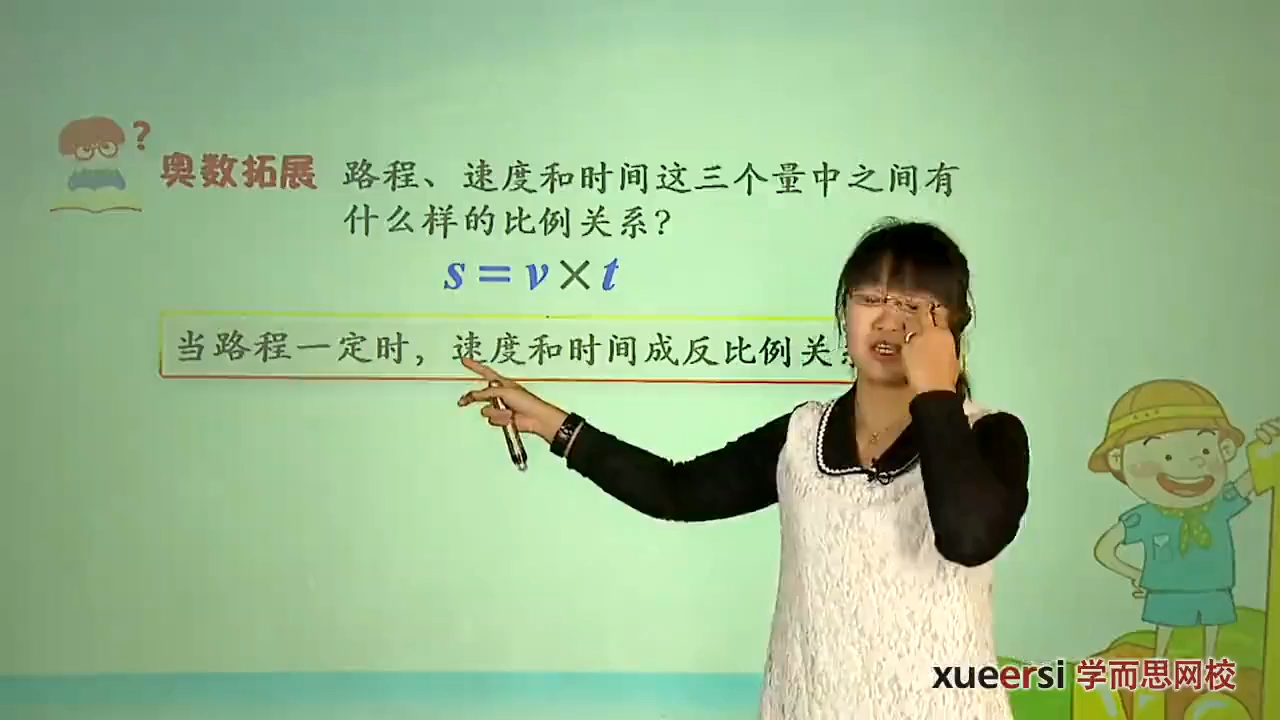 ?
奥数拓展
路程、速度和时间这三个量中之间有
什么样的比例关系？
s=v×t
当路程一定时，速度和时间成反比例关
xueersi 学而思网校